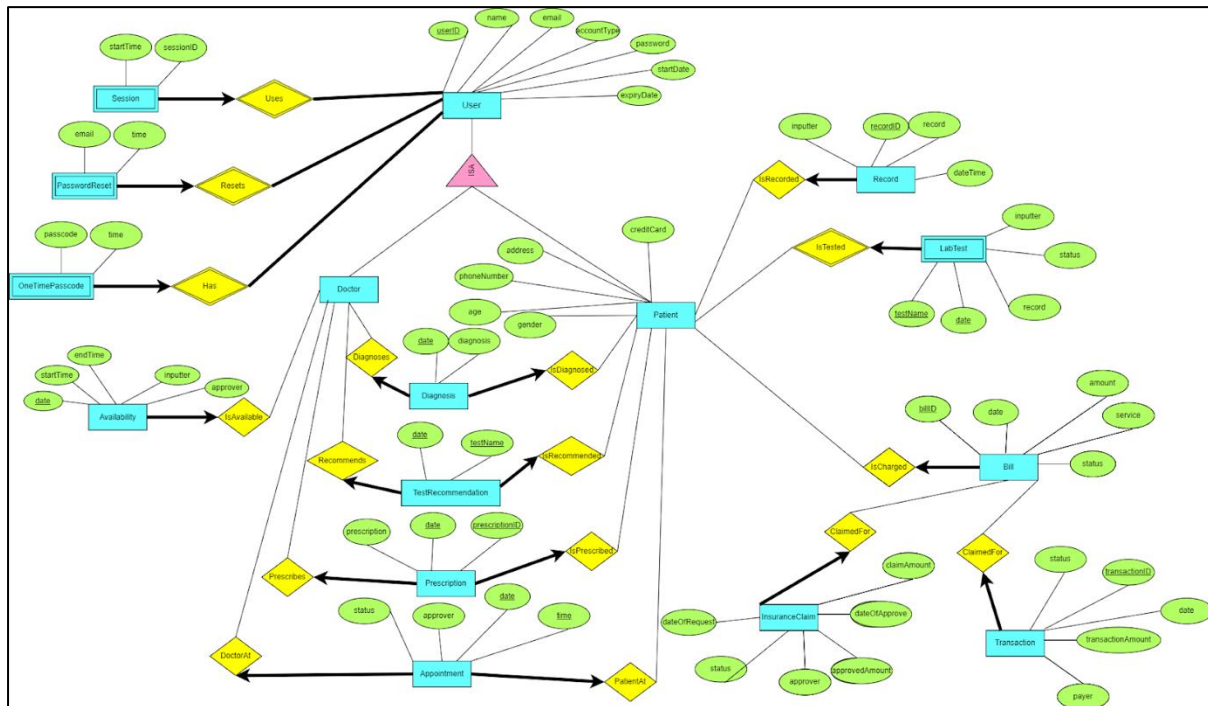 name
email
userID
accountType
startTime
sessionID
password
startDate
Session
Uses
User
expiryDate
email
time
inputter
recordID
record
ISA
PasswordReset
Resets
IsRecorded
Record
dateTime
passcode
time
creditCard
inputter
address
IsTested
LabTest
status
phoneNumber
OneTimePasscode
Has
Doctor
Patient
age
gender
testName
date
record
endTime
Diagnoses
date
diagnosis
IsDiagnosed
startTime
inputter
approver
amount
date
Availability
IsAvailable
Diagnosis
billID
date
service
date
testName
Recommends
IsRecommended
IsCharged
Bill
status
TestRecommendation
prescription
date
prescriptionID
ClaimedFor
ClaimedFor
IsPrescribed
status
claimAmount
transactionID
Prescribes
Prescription
status
approver
date
time
dateOfRequest
InsuranceClaim
dateOfApprove
date
transactionAmount
Transaction
DoctorAt
Appointment
PatientAt
status
approver
approvedAmount
payer